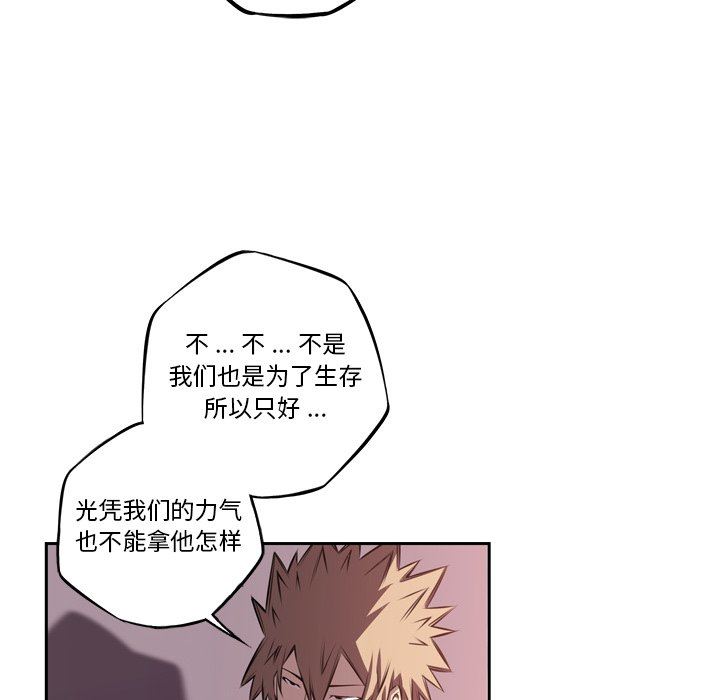 不 ... 不 ... 不是
我们也是为了生存
所以只好 ...
光凭我们的力气
也不能拿他怎样